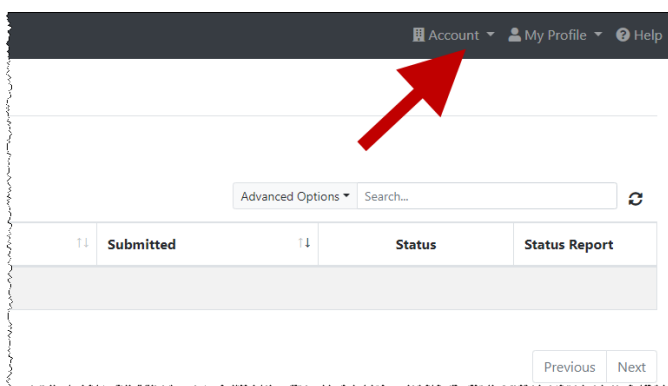 Account My Profile Help
Advanced Options Search...
Submitted Status Status Report
Previous Next